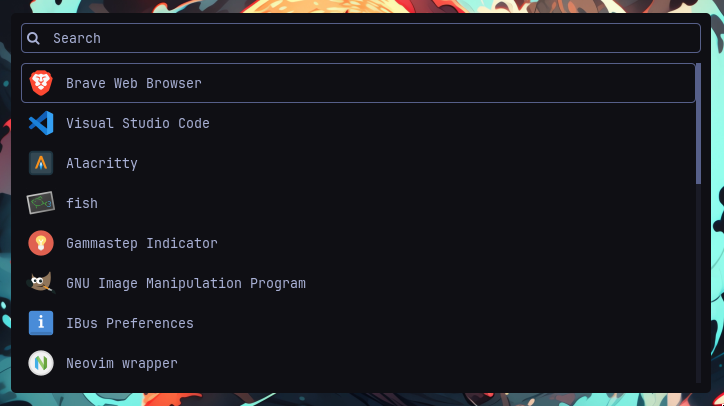 Search
Brave Web Browser
Visual Studio Code
Alacritty
fish
Gammastep Indicator
GNU Image Manipulation Program
IBus Preferences
Neovim wrapper